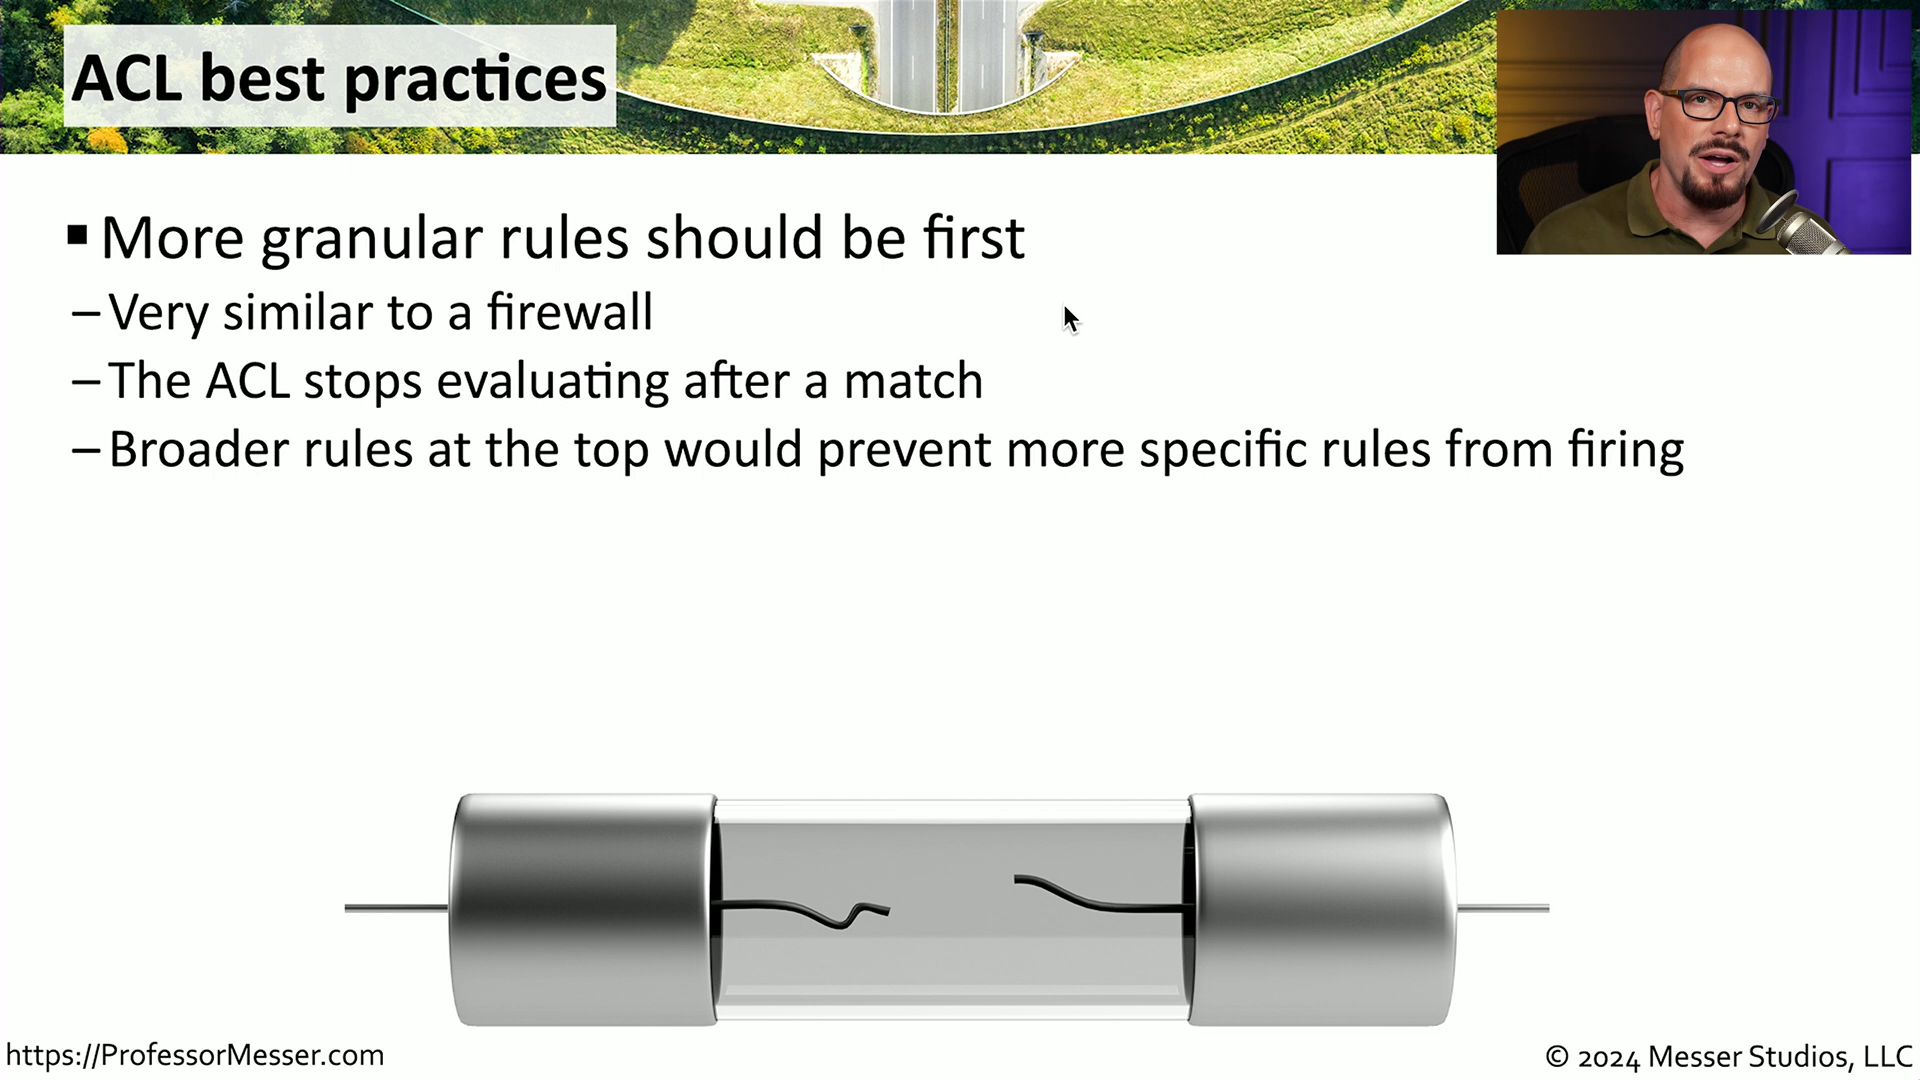 ACL best practices
▪ More granular rules should be first
– Very similar to a firewall
– The ACL stops evaluating after a match
– Broader rules at the top would prevent more specific rules from firing
https://ProfessorMesser.com
© 2024 Messer Studios, LLC